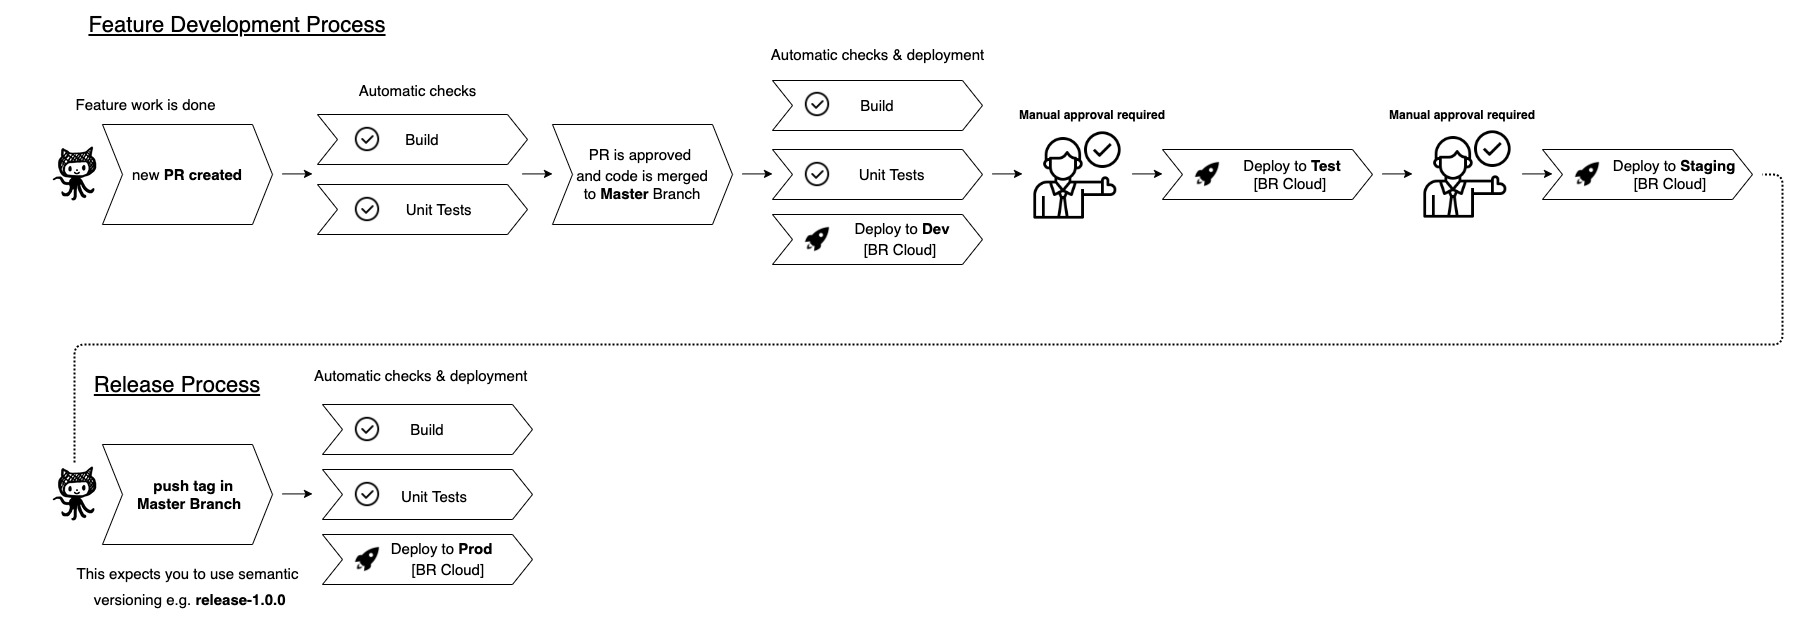 Feature Development Process
Feature work is done
new PR created
Automatic checks
Build
Unit Tests
PR is approved
and code is merged
to Master Branch
Automatic checks & deployment
Build
Unit Tests
Deploy to Dev
[BR Cloud]
Manual approval required
Deploy to Test
[BR Cloud]
Manual approval required
Deploy to Staging
[BR Cloud]
Release Process
push tag in
Master Branch
This expects you to use semantic
versioning e.g. release-1.0.0
Automatic checks & deployment
Build
Unit Tests
Deploy to Prod
[BR Cloud]